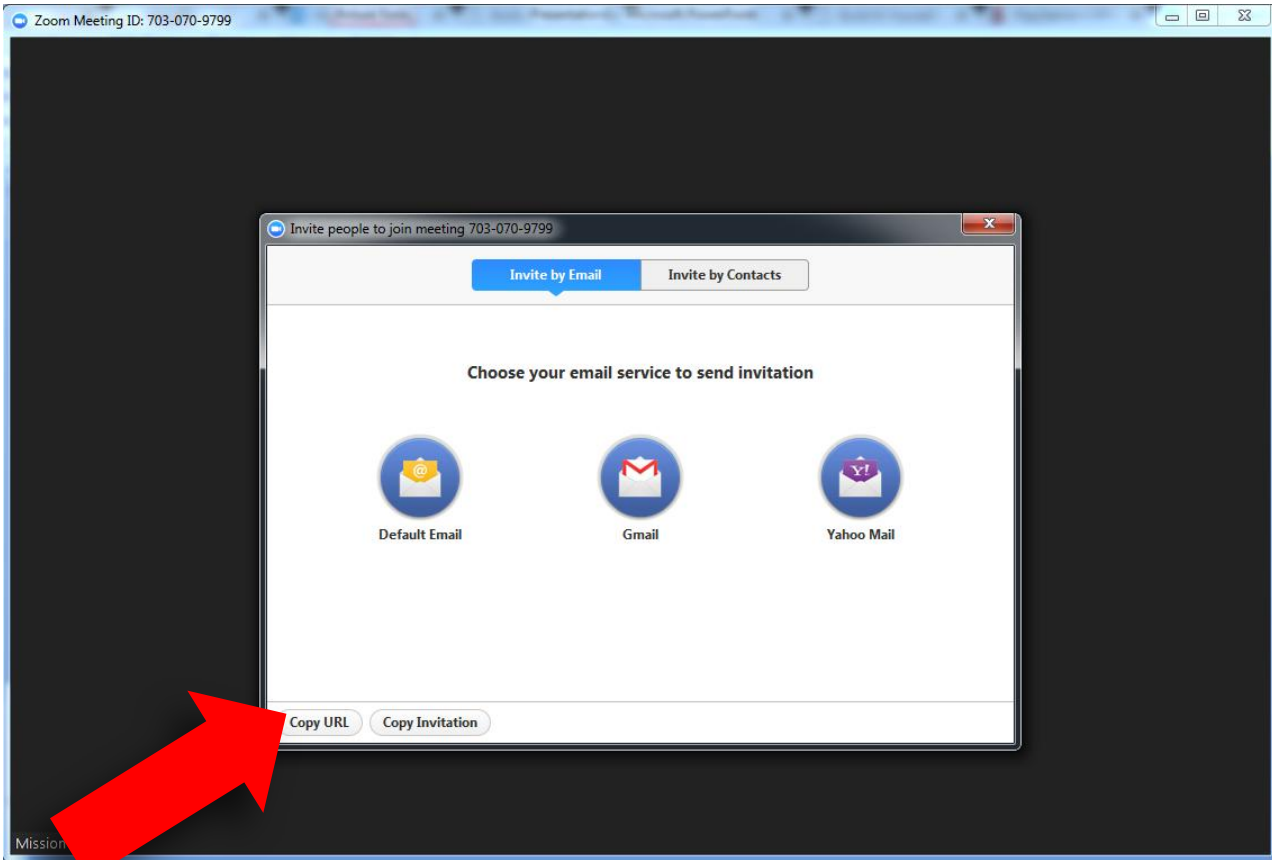 Zoom Meeting ID: 703-070-9799
Invite people to join meeting 703-070-9799
Invite by Email Invite by Contacts
Choose your email service to send invitation
@ Y!
Default Email Gmail Yahoo Mail
Copy URL Copy Invitation
Mission